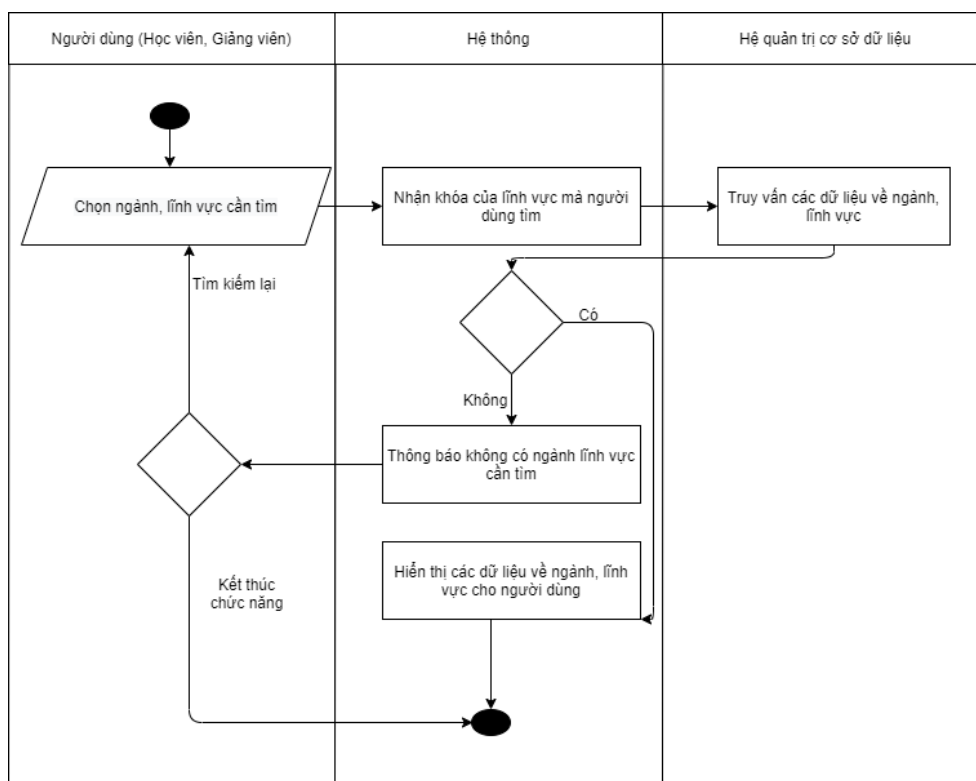 Người dùng (Học viên, Giảng viên)
Hệ thống
Hệ quản trị cơ sở dữ liệu
Chọn ngành, lĩnh vực cần tìm
Nhận khóa của lĩnh vực mà người
dùng tìm
Truy vấn các dữ liệu về ngành,
lĩnh vực
Tìm kiếm lại
Có
Không
Thông báo không có ngành lĩnh vực
cần tìm
Hiển thị các dữ liệu về ngành, lĩnh
vực cho người dùng
Kết thúc
chức năng